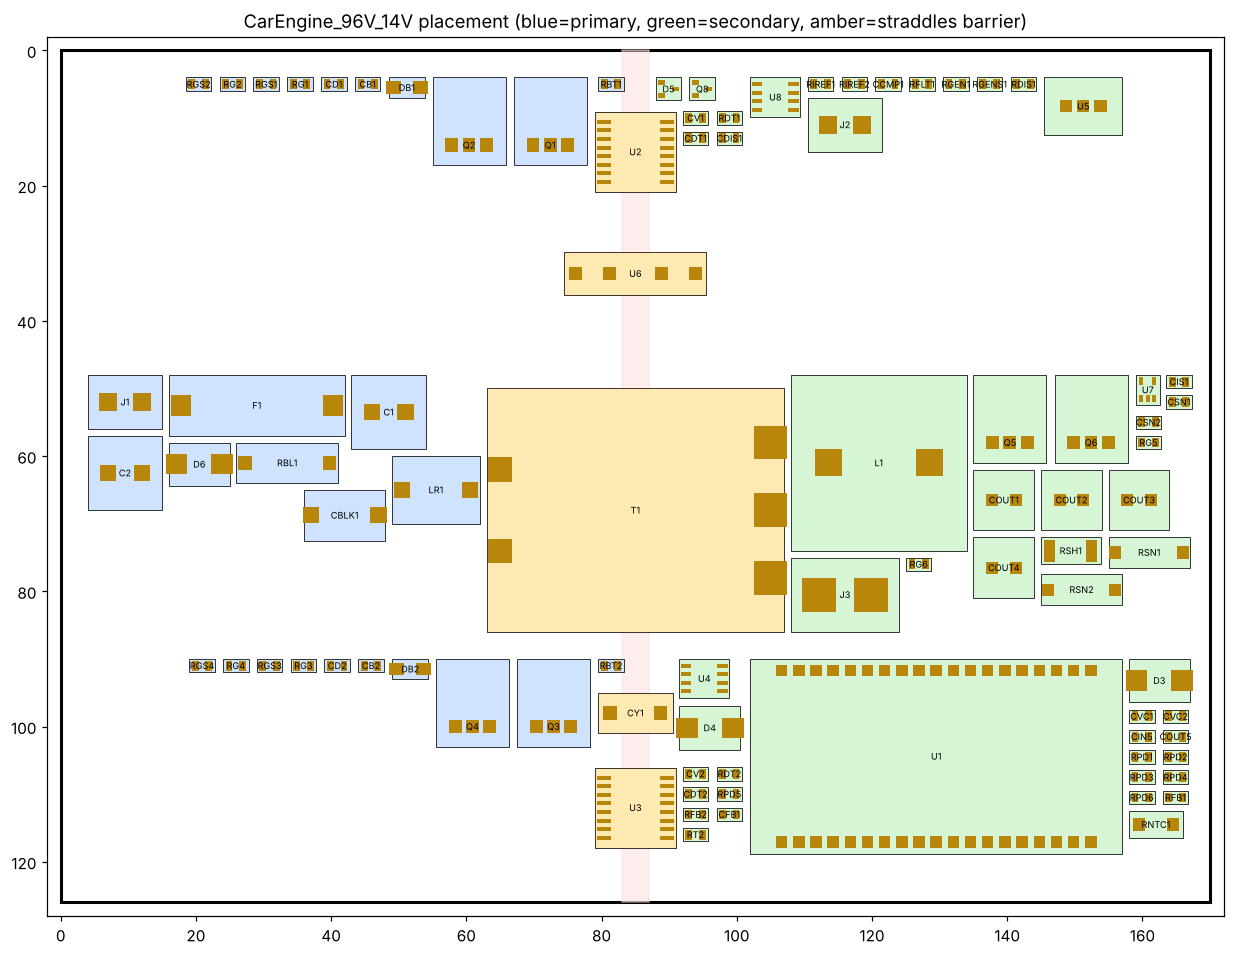 CarEngine_96V_14V placement (blue=primary, green=secondary, amber=straddles barrier)
0
RGS2 RG2 RGS1 RG1 CD1 CB1 DB1 RBT1 D5 Q8 U8 RIREF1 RIREF2 CCMP1 RFLT1 RGEN1 RGENS1 RDIS1
U5
CV1 RDT1
J2
CDT1 CDIS1
Q2 Q1 U2
20
U6
40
CIS1
U7
J1 F1 C1 CSN1
CSN2
Q5 Q6 RG5
60
C2 D6 RBL1 LR1 L1
CBLK1 T1 COUT1 COUT2 COUT3
RSH1 RSN1
RG6 COUT4
80
J3 RSN2
RGS4 RG4 RGS3 RG3 CD2 CB2 DB2 RBT2
U4 D3
CY1 CVC1 CVC2
Q4 Q3 D4
100
CIN5 COUT5
U1 RPD1 RPD2
CV2 RDT2 RPD3 RPD4
CDT2 RPD5 RPD6 RFB1
U3
RFB2 CFB1 RNTC1
RT2
120
0 20 40 60 80 100 120 140 160